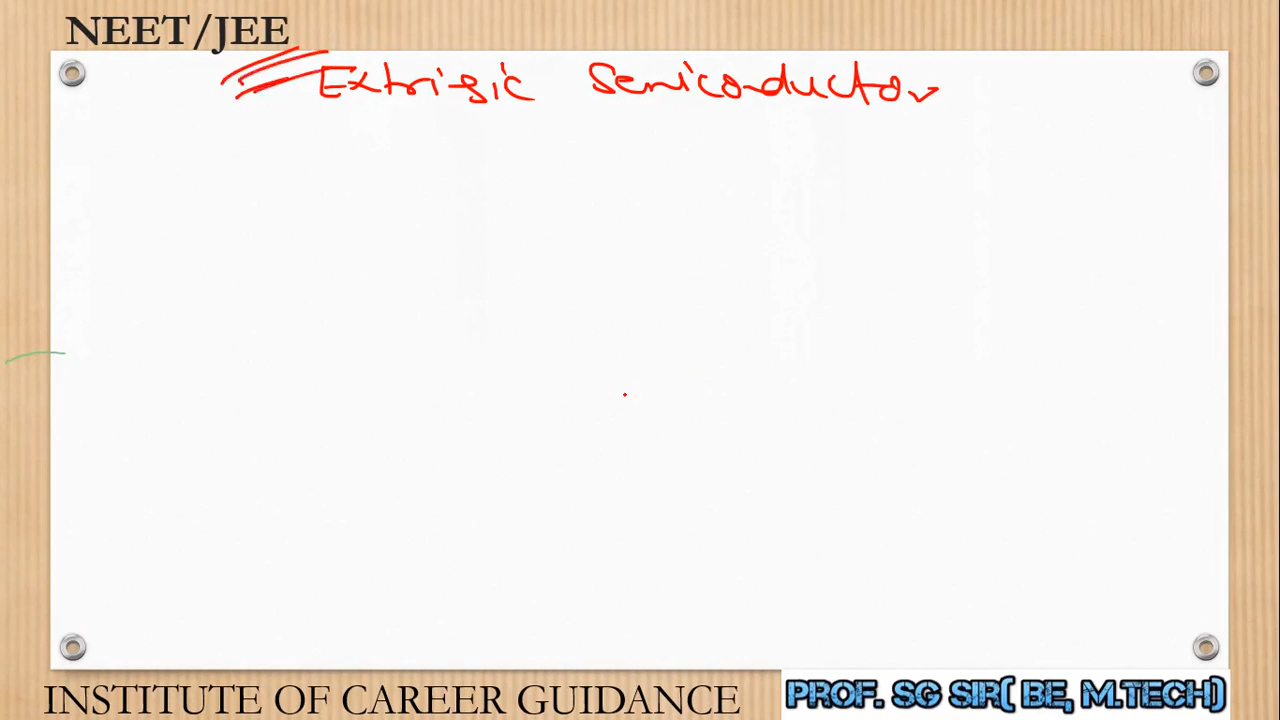 NEET/JEE
Extrisic Semiconductor
INSTITUTE OF CAREER GUIDANCE
PROF. SG SIR( BE, M.TECH)